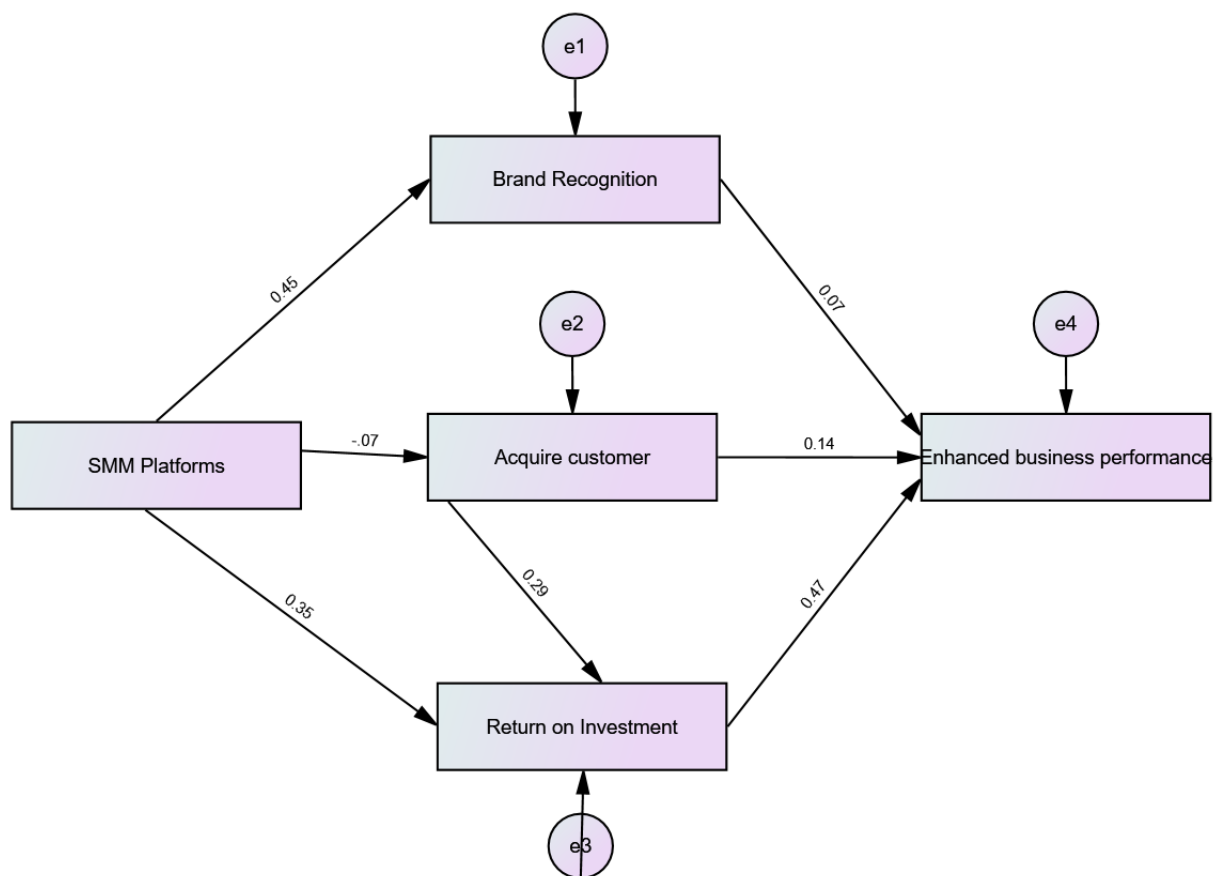 e1
Brand Recognition
0.45
0.07
e2
e4
SMM Platforms
-.07
Acquire customer
0.14
Enhanced business performance
0.29
0.35
0.47
Return on Investment
e3